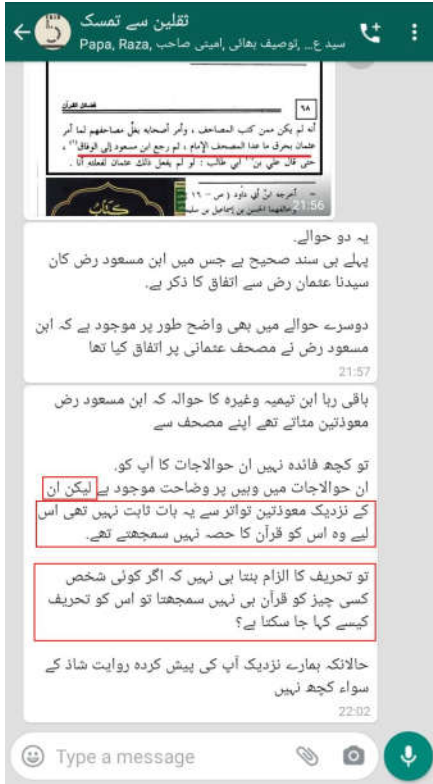 ثقلین سے تمسک
سید ع...، توصیف بھائی ,امینی صاحب ,Papa, Raza
٦٨
فضائل القرآن
أنه لم يكن ممن كتب المصاحف ، وأمر أصحابه بغل مصاحفهم لما أمر
عثمان بحرق ما عدا المصحف الإمام ، ثم رجع ابن مسعود إلى الوفاق ،
حتى قال علي بن أبي طالب : لو لم يفعل ذلك عثمان لفعلته أنا .
كتاب
21:56
یہ دو حوالے.
پہلے ہی سند صحیح ہے جس میں ابن مسعود رض کان
سیدنا عثمان رض سے اتفاق کا ذکر ہے.
دوسرے حوالے میں بھی واضح طور پر موجود ہے کہ ابن
مسعود رض نے مصحف عثمانی پر اتفاق کیا تھا
21:57
باقی رہا ابن تیمیہ وغیرہ کا حوالہ کہ ابن مسعود رض
معوذتین مٹاتے تھے اپنے مصحف سے
تو کچھ فائدہ نہیں ان حوالاجات کا آپ کو.
ان حوالاجات میں وہیں پر وضاحت موجود ہے لیکن ان
کے نزدیک معوذتین تواتر سے یہ بات ثابت نہیں تھی اس
لیے وہ اس کو قرآن کا حصہ نہیں سمجھتے تھے.
تو تحریف کا الزام بنتا ہی نہیں کہ اگر کوئی شخص
کسی چیز کو قرآن ہی نہیں سمجھتا تو اس کو تحریف
کیسے کہا جا سکتا ہے؟
حالانکہ ہمارے نزدیک آپ کی پیش کردہ روایت شاذ کے
سواء کچھ نہیں
22:02
Type a message